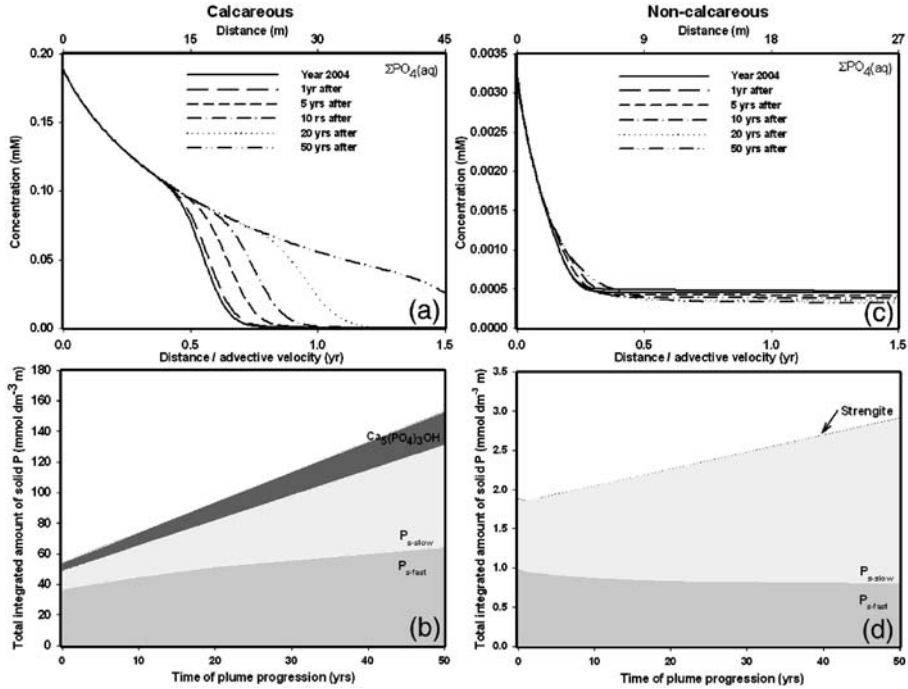 Calcareous
Distance (m)
0 15 30 45
0.20
0.15
0.10
0.05
0.00
Concentration (mM)
ΣPO4(aq)
Year 2004
1yr after
5 yrs after
10 rs after
20 yrs after
50 yrs after
(a)
0.0 0.5 1.0 1.5
Distance / advective velocity (yr)
Non-calcareous
Distance (m)
0 9 18 27
0.0035
0.0030
0.0025
0.0020
0.0015
0.0010
0.0005
0.0000
Concentration (mM)
ΣPO4(aq)
Year 2004
1yr after
5 yrs after
10 yrs after
20 yrs after
50 yrs after
(c)
0.0 0.5 1.0 1.5
Distance / advective velocity (yr)
180
160
140
120
100
80
60
40
20
0
Total integrated amount of solid P (mmol dm-3 m)
Ca5(PO4)3OH
Ps-slow
Ps-fast
(b)
0 10 20 30 40 50
Time of plume progression (yrs)
3.5
3.0
2.5
2.0
1.5
1.0
0.5
0.0
Total integrated amount of solid P (mmol dm-3 m)
Strengite
Ps-slow
Ps-fast
(d)
0 10 20 30 40 50
Time of plume progression (yrs)